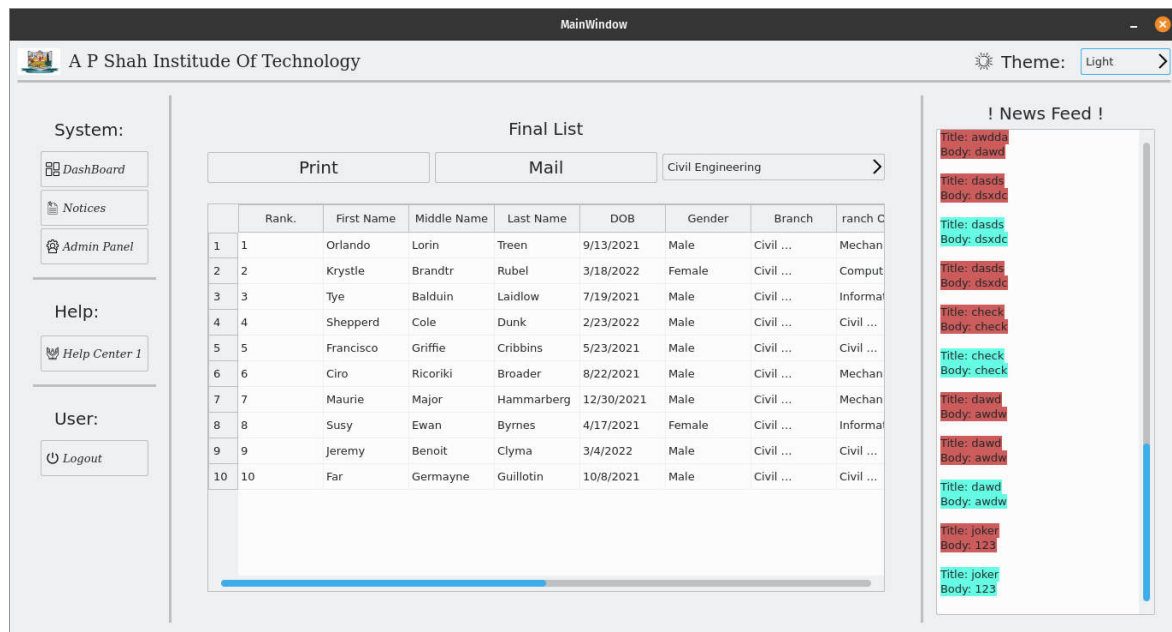 MainWindow
A P Shah Institude Of Technology
Theme: Light
System:
DashBoard
Notices
Admin Panel
Help:
Help Center 1
User:
Logout
Final List
Print Mail Civil Engineering
Rank. First Name Middle Name Last Name DOB Gender Branch ranch C
1 1 Orlando Lorin Treen 9/13/2021 Male Civil ... Mechan
2 2 Krystle Brandtr Rubel 3/18/2022 Female Civil ... Comput
3 3 Tye Balduin Laidlow 7/19/2021 Male Civil ... Informat
4 4 Shepperd Cole Dunk 2/23/2022 Male Civil ... Civil ...
5 5 Francisco Griffie Cribbins 5/23/2021 Male Civil ... Civil ...
6 6 Ciro Ricoriki Broader 8/22/2021 Male Civil ... Mechan
7 7 Maurie Major Hammarberg 12/30/2021 Male Civil ... Mechan
8 8 Susy Ewan Byrnes 4/17/2021 Female Civil ... Informat
9 9 Jeremy Benoit Clyma 3/4/2022 Male Civil ... Civil ...
10 10 Far Germayne Guillotin 10/8/2021 Male Civil ... Civil ...
! News Feed !
Title: awdda
Body: dawd
Title: dasds
Body: dsxdc
Title: dasds
Body: dsxdc
Title: dasds
Body: dsxdc
Title: check
Body: check
Title: check
Body: check
Title: dawd
Body: awdw
Title: dawd
Body: awdw
Title: dawd
Body: awdw
Title: joker
Body: 123
Title: joker
Body: 123